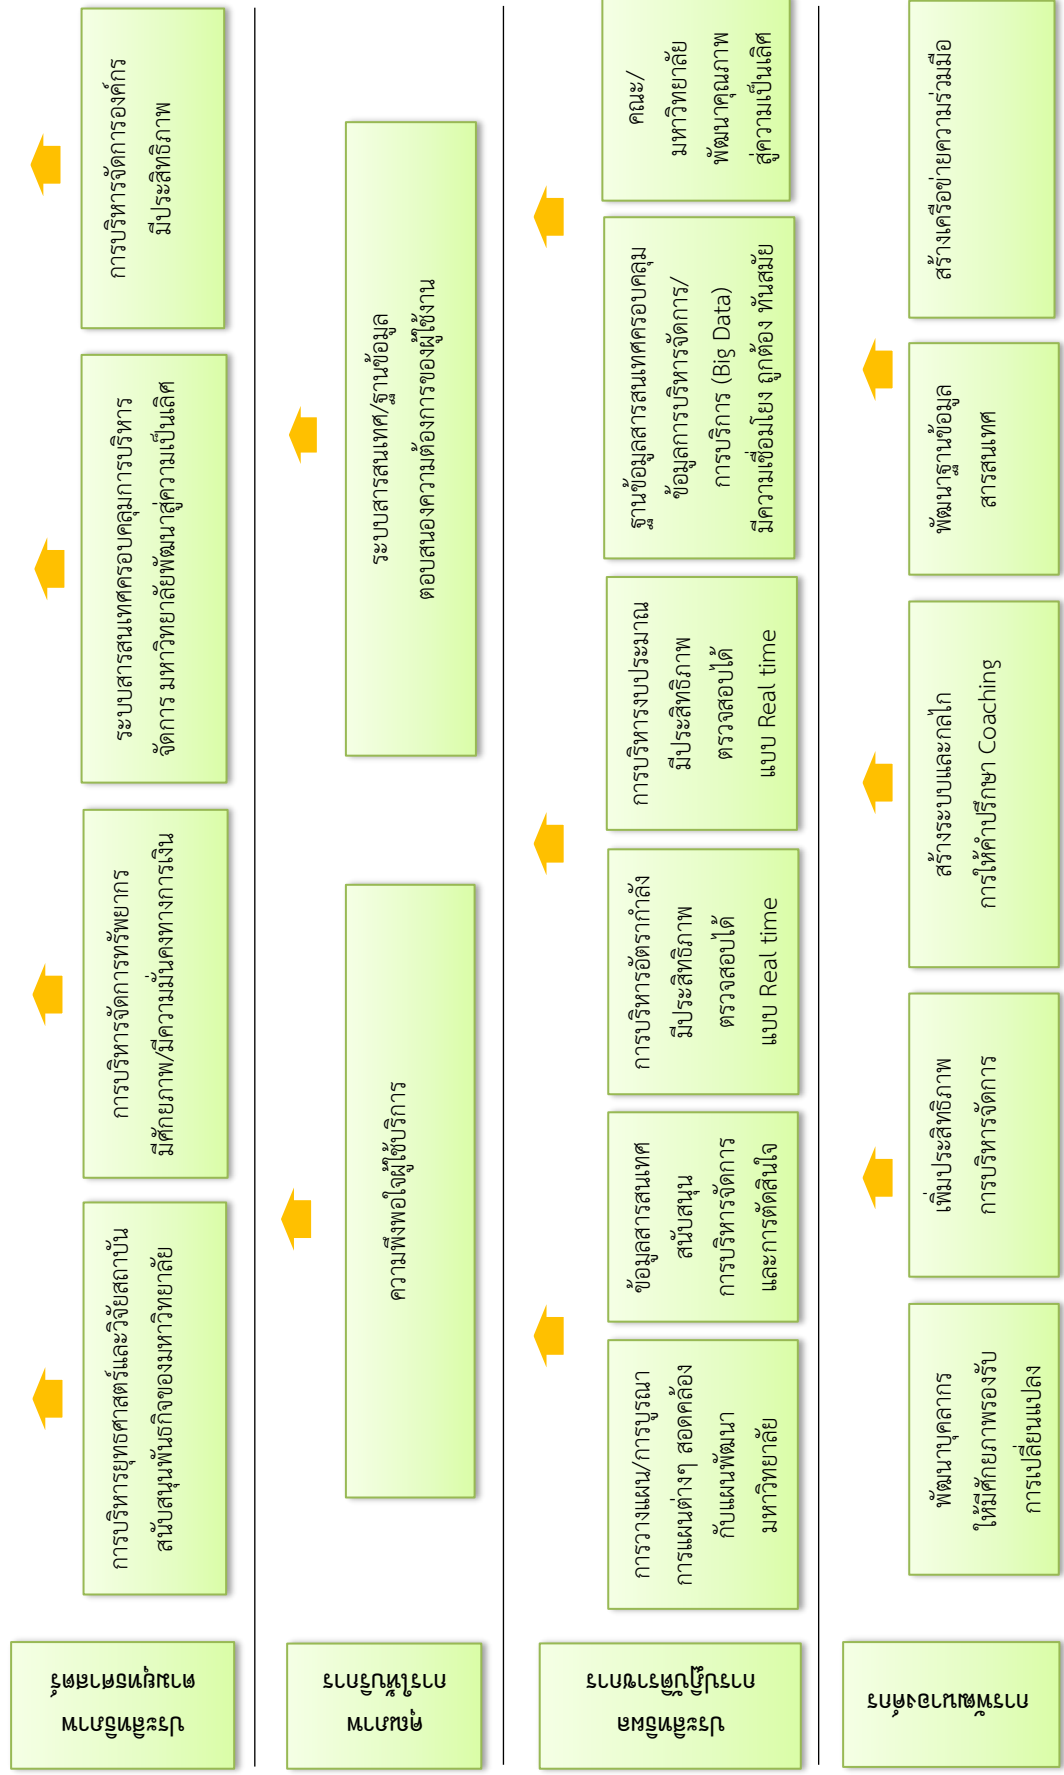 ประสิทธิภาพ
ตามยุทธศาสตร์
การบริหารยุทธศาสตร์และวิจัยสถาบัน
สนับสนุนพันธกิจของมหาวิทยาลัย
การบริหารจัดการทรัพยากร
มีศักยภาพ/มีความมั่นคงทางการเงิน
ระบบสารสนเทศครอบคลุมการบริหาร
จัดการ มหาวิทยาลัยพัฒนาสู่ความเป็นเลิศ
การบริหารจัดการองค์กร
มีประสิทธิภาพ
คุณภาพ
การให้บริการ
ความพึงพอใจผู้ใช้บริการ
ระบบสารสนเทศ/ฐานข้อมูล
ตอบสนองความต้องการของผู้ใช้งาน
ประสิทธิผล
การปฏิบัติราชการ
การวางแผน/การบูรณา
การแผนต่างๆ สอดคล้อง
กับแผนพัฒนา
มหาวิทยาลัย
ข้อมูลสารสนเทศ
สนับสนุน
การบริหารจัดการ
และการตัดสินใจ
การบริหารอัตรากำลัง
มีประสิทธิภาพ
ตรวจสอบได้
แบบ Real time
การบริหารงบประมาณ
มีประสิทธิภาพ
ตรวจสอบได้
แบบ Real time
ฐานข้อมูลสารสนเทศครอบคลุม
ข้อมูลการบริหารจัดการ/
การบริการ (Big Data)
มีความเชื่อมโยง ถูกต้อง ทันสมัย
คณะ/
มหาวิทยาลัย
พัฒนาคุณภาพ
สู่ความเป็นเลิศ
การพัฒนาองค์กร
พัฒนาบุคลากร
ให้มีศักยภาพรองรับ
การเปลี่ยนแปลง
เพิ่มประสิทธิภาพ
การบริหารจัดการ
สร้างระบบและกลไก
การให้คำปรึกษา Coaching
พัฒนาฐานข้อมูล
สารสนเทศ
สร้างเครือข่ายความร่วมมือ